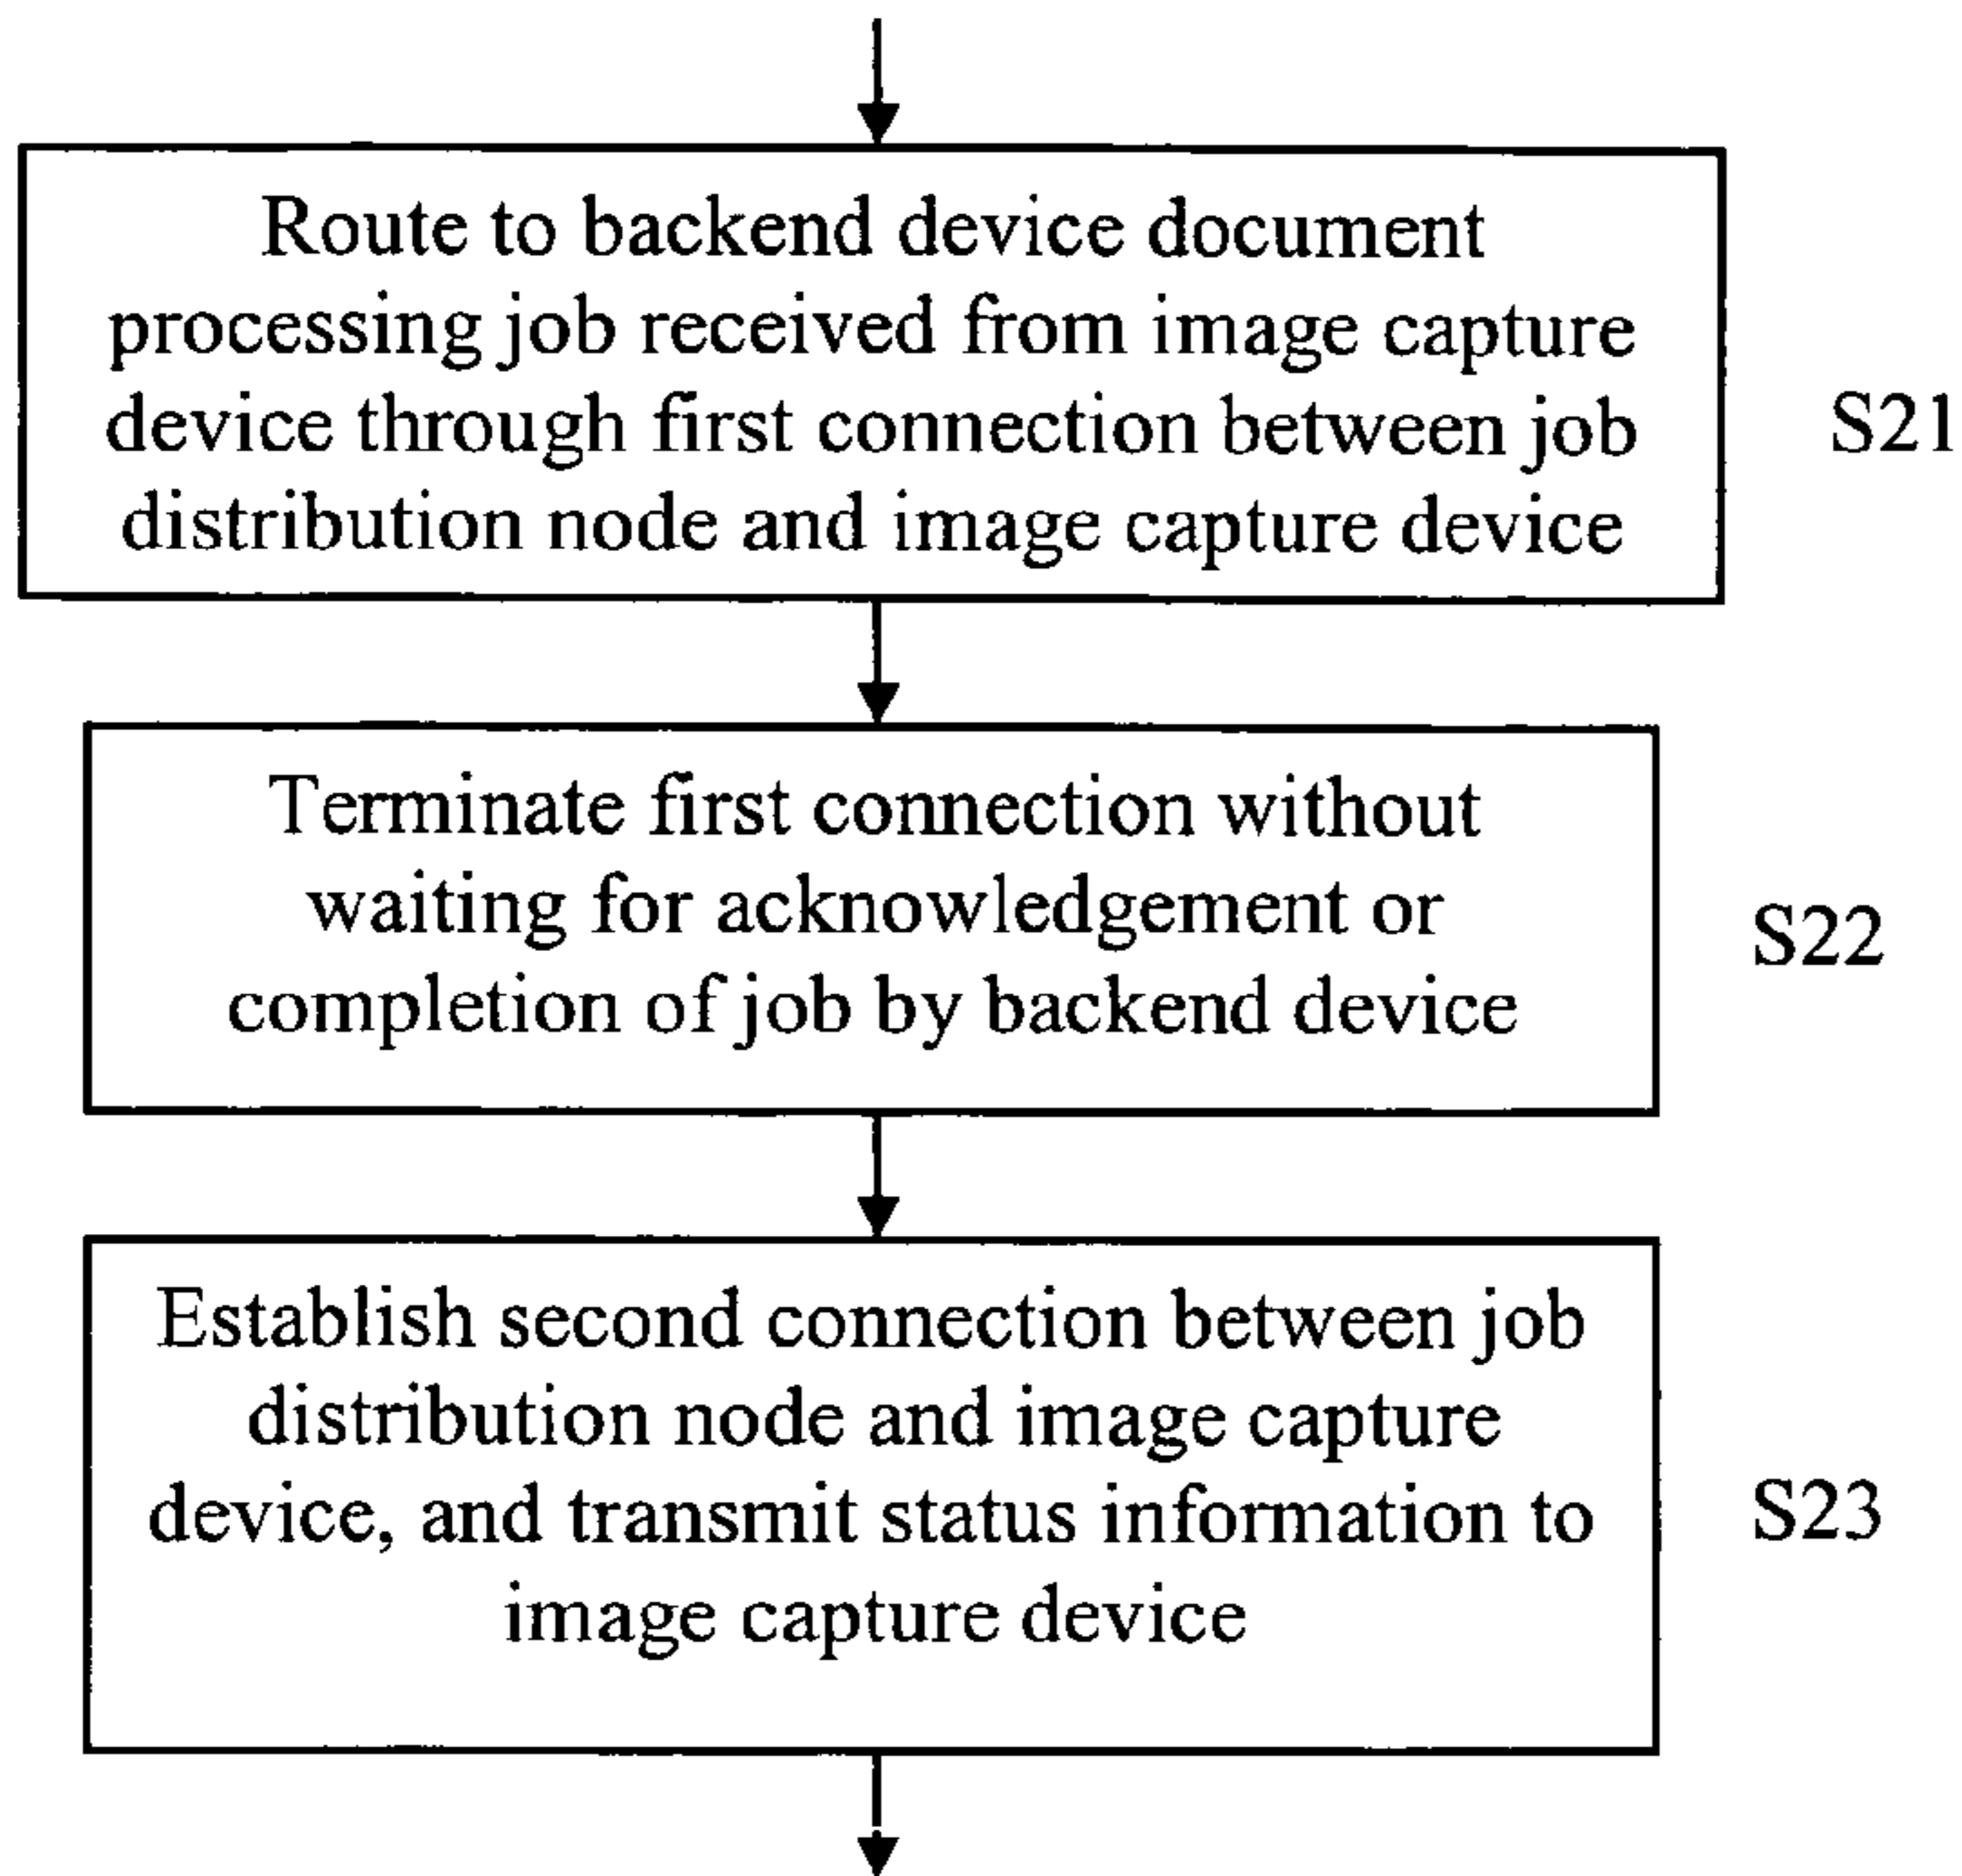 Route to backend device document
processing job received from image capture
device through first connection between job
distribution node and image capture device
S21
Terminate first connection without
waiting for acknowledgement or
completion of job by backend device
S22
Establish second connection between job
distribution node and image capture
device, and transmit status information to
image capture device
S23